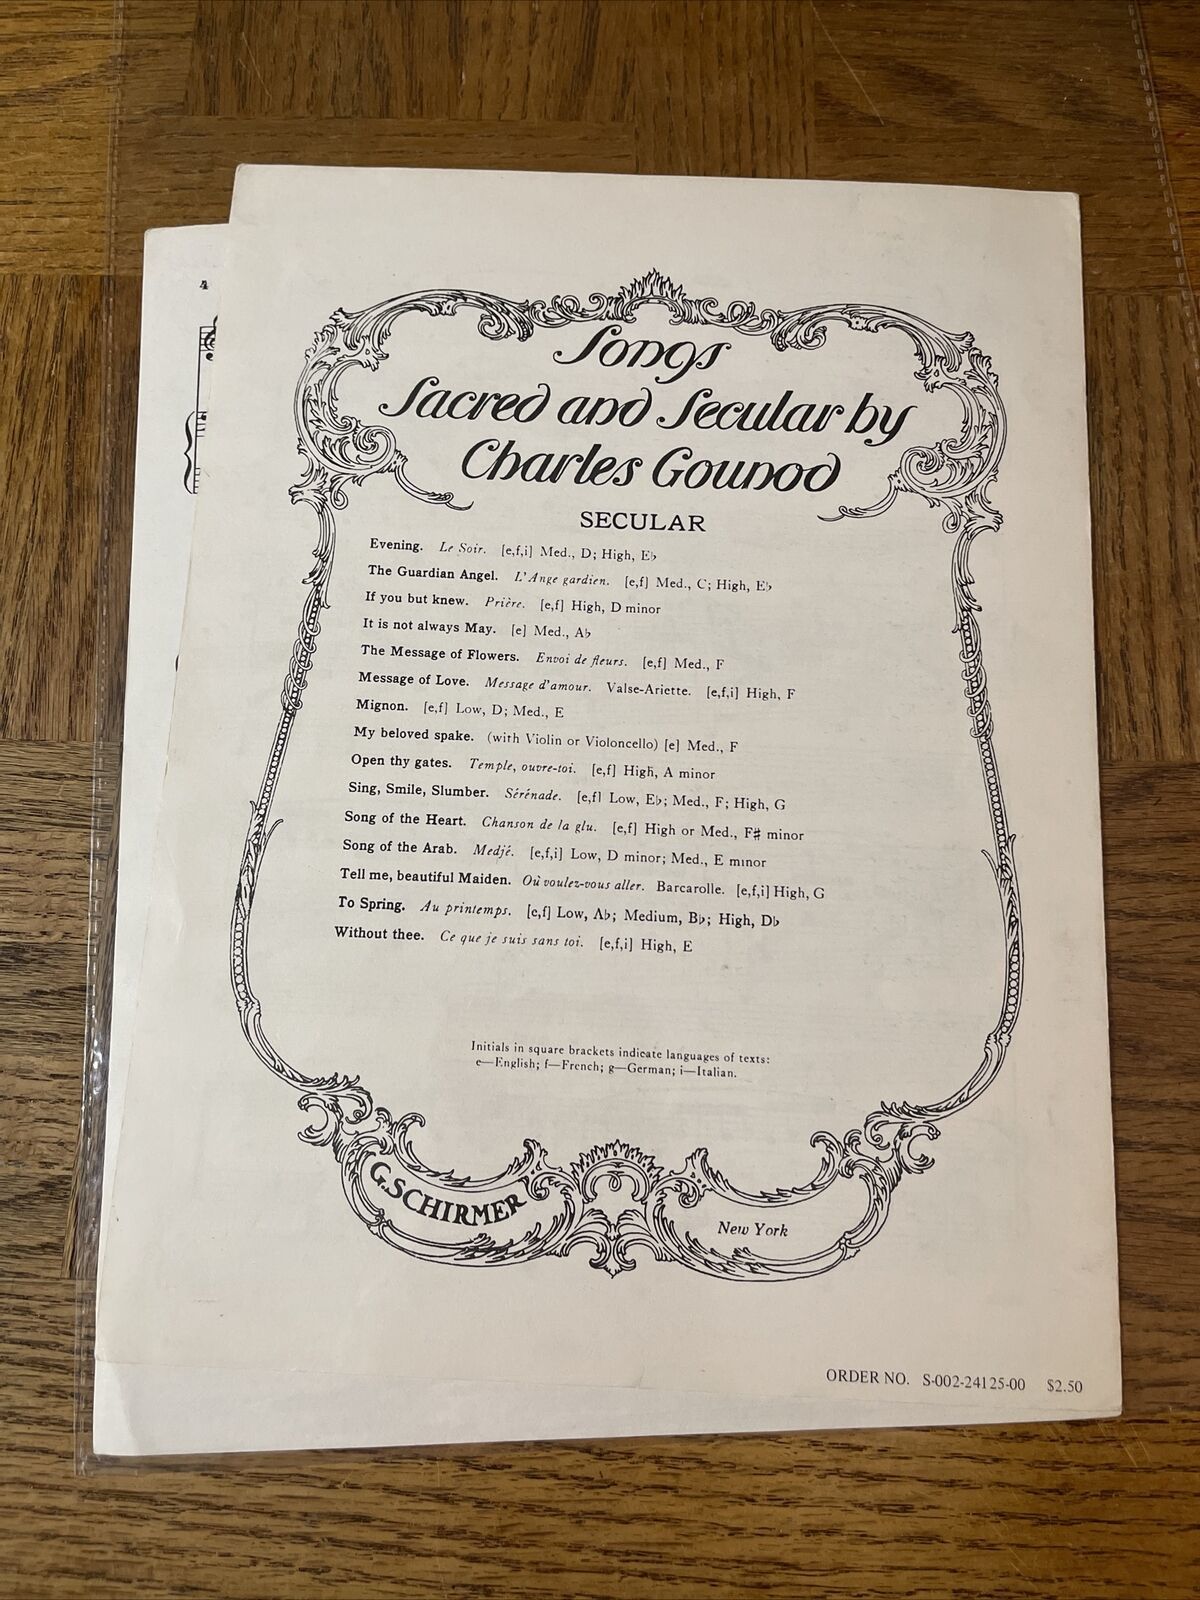 4
Songs
Sacred and Secular by
Charles Gounod
SECULAR
Evening. Le Soir. [e,f,i] Med., D; High, E♭
The Guardian Angel. L'Ange gardien. [e,f] Med., C; High, E♭
If you but knew. Prière. [e,f] High, D minor
It is not always May. [e] Med., A♭
The Message of Flowers. Envoi de fleurs. [e,f] Med., F
Message of Love. Message d'amour. Valse-Ariette. [e,f,i] High, F
Mignon. [e,f] Low, D; Med., E
My beloved spake. (with Violin or Violoncello) [e] Med., F
Open thy gates. Temple, ouvre-toi. [e,f] High, A minor
Sing, Smile, Slumber. Sérénade. [e,f] Low, E♭; Med., F; High, G
Song of the Heart. Chanson de la glu. [e,f] High or Med., F♯ minor
Song of the Arab. Medjé. [e,f,i] Low, D minor; Med., E minor
Tell me, beautiful Maiden. Où voulez-vous aller. Barcarolle. [e,f,i] High, G
To Spring. Au printemps. [e,f] Low, A♭; Medium, B♭; High, D♭
Without thee. Ce que je suis sans toi. [e,f,i] High, E
Initials in square brackets indicate languages of texts:
e—English; f—French; g—German; i—Italian.
G. SCHIRMER
New York
ORDER NO. S-002-24125-00 $2.50